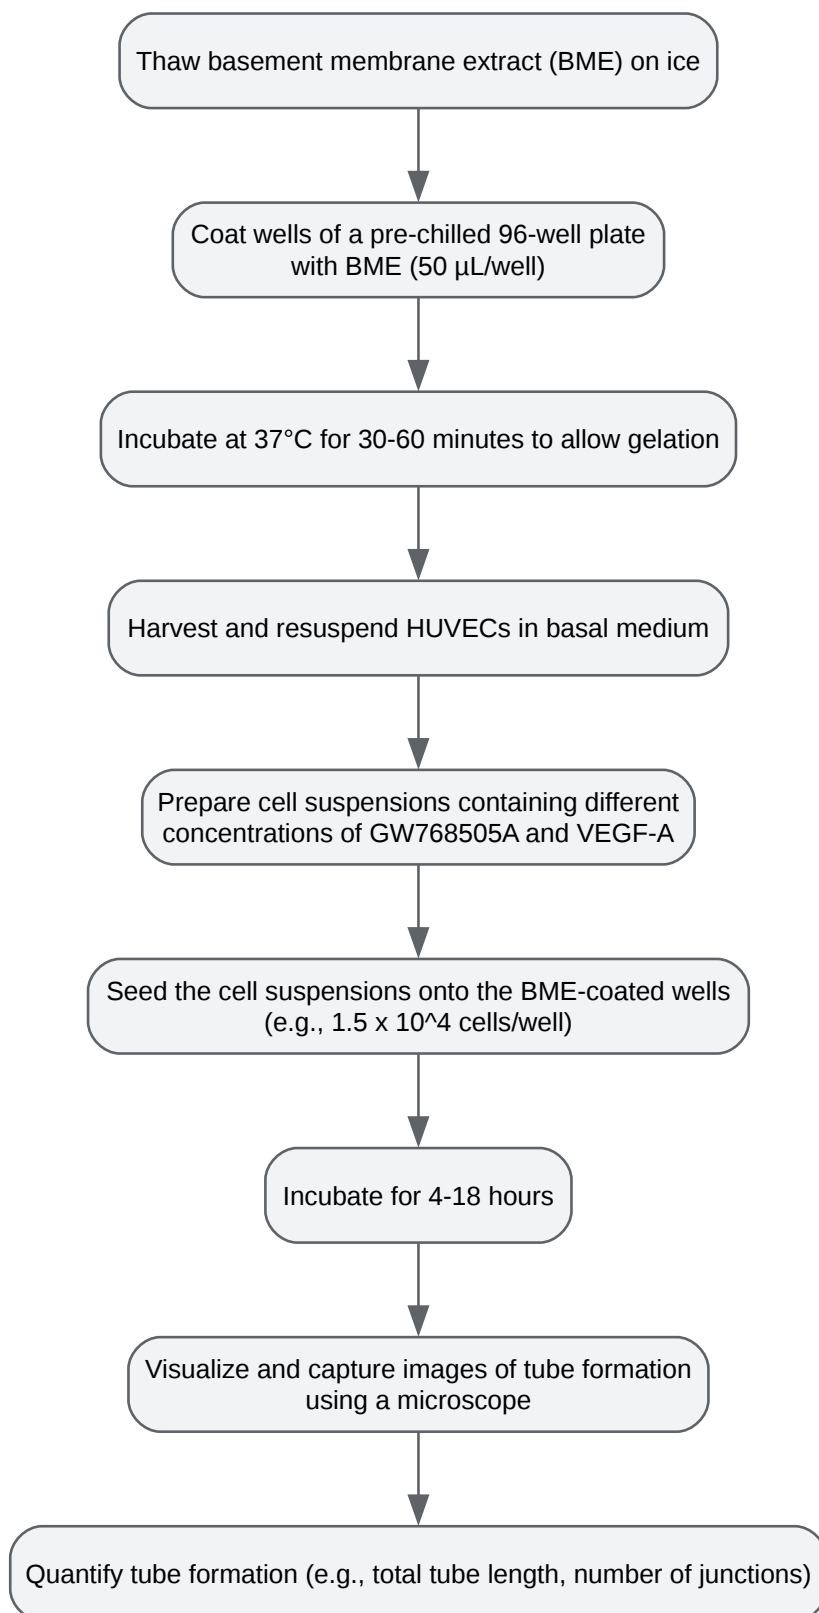 Thaw basement membrane extract (BME) on ice
Coat wells of a pre-chilled 96-well plate
with BME (50 µL/well)
Incubate at 37°C for 30-60 minutes to allow gelation
Harvest and resuspend HUVECs in basal medium
Prepare cell suspensions containing different
concentrations of GW768505A and VEGF-A
Seed the cell suspensions onto the BME-coated wells
(e.g., 1.5 x 10^4 cells/well)
Incubate for 4-18 hours
Visualize and capture images of tube formation
using a microscope
Quantify tube formation (e.g., total tube length, number of junctions)